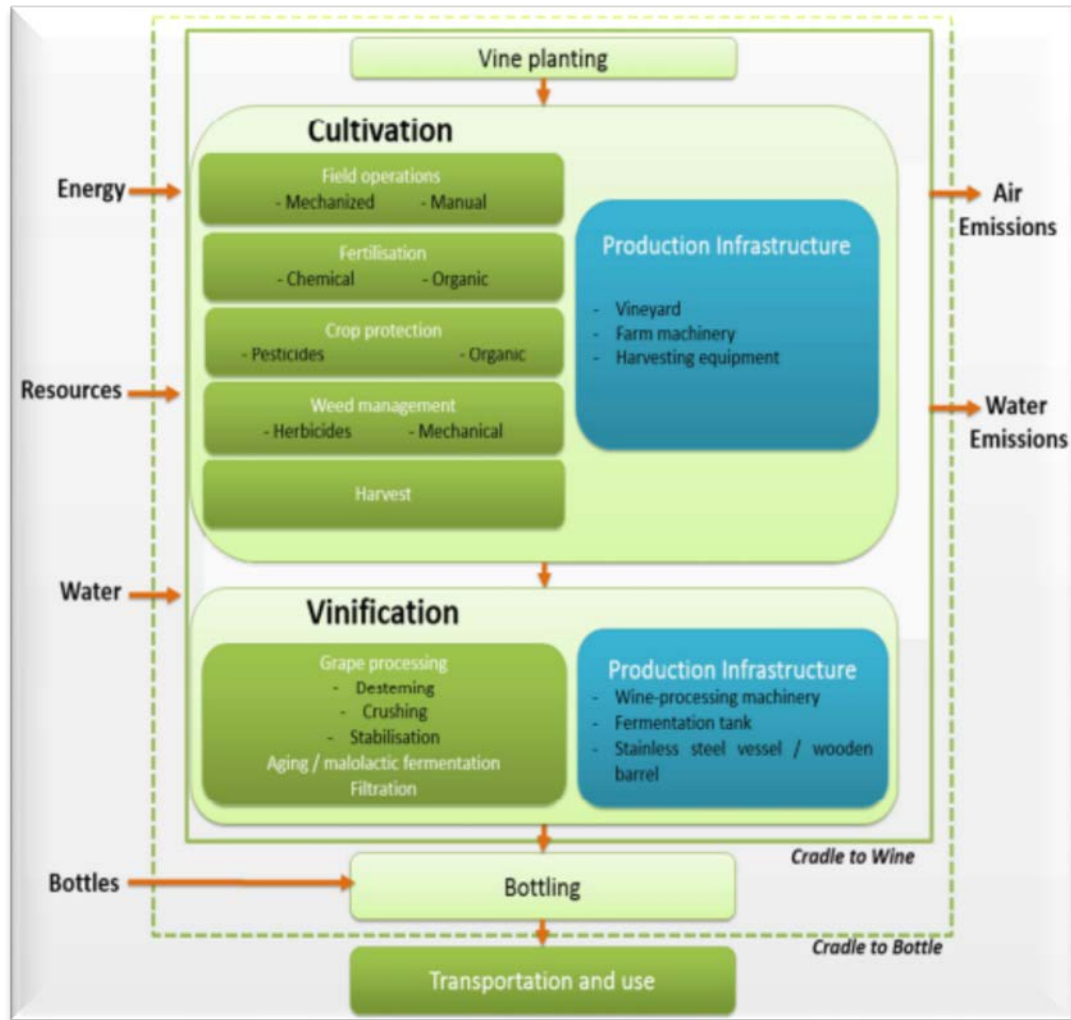 Vine planting
Cultivation
Field operations
- Mechanized - Manual
Fertilisation
- Chemical - Organic
Crop protection
- Pesticides - Organic
Weed management
- Herbicides - Mechanical
Harvest
Production Infrastructure
- Vineyard
- Farm machinery
- Harvesting equipment
Energy
Resources
Water
Air
Emissions
Water
Emissions
Vinification
Grape processing
- Desteming
- Crushing
- Stabilisation
Aging / malolactic fermentation
Filtration
Production Infrastructure
- Wine-processing machinery
- Fermentation tank
- Stainless steel vessel / wooden
barrel
Cradle to Wine
Bottles
Bottling
Cradle to Bottle
Transportation and use